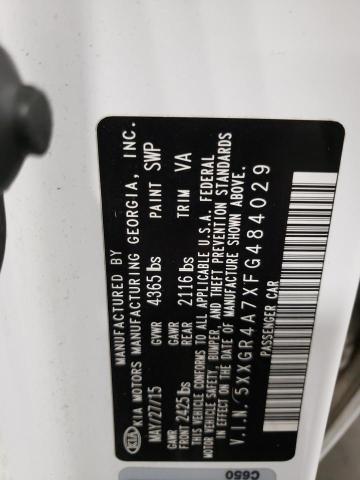 MANUFACTURED BY
KIA MOTORS MANUFACTURING GEORGIA, INC.
KIA
MAY/27/15 GVWR 4365 lbs PAINT SWP
GAWR FRONT 2425 lbs GAWR REAR 2116 lbs TRIM VA
THIS VEHICLE CONFORMS TO ALL APPLICABLE U.S.A. FEDERAL
MOTOR VEHICLE SAFETY, BUMPER, AND THEFT PREVENTION STANDARDS
IN EFFECT ON THE DATE OF MANUFACTURE SHOWN ABOVE.
V.I.N/5XXGR4A7XFG484029
PASSENGER CAR
C650